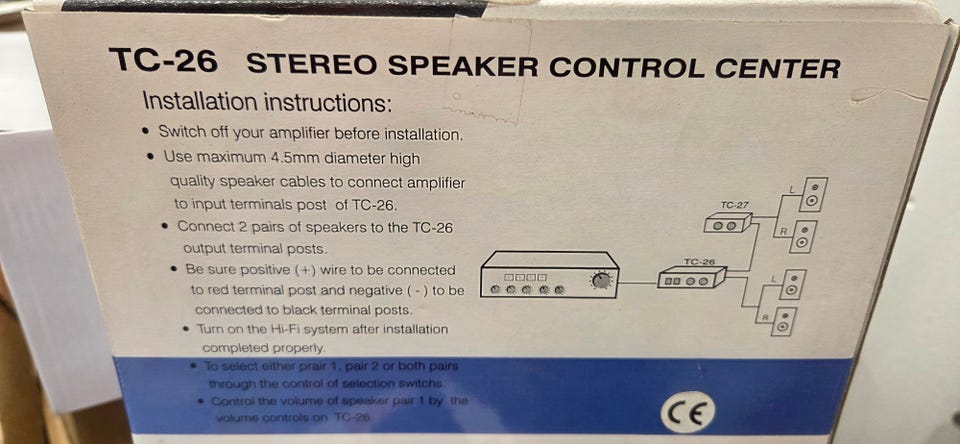 TC-26 STEREO SPEAKER CONTROL CENTER
Installation instructions:
• Switch off your amplifier before installation.
• Use maximum 4.5mm diameter high
quality speaker cables to connect amplifier
to input terminals post of TC-26.
• Connect 2 pairs of speakers to the TC-26
output terminal posts.
• Be sure positive (+) wire to be connected
to red terminal post and negative ( - ) to be
connected to black terminal posts.
• Turn on the Hi-Fi system after installation
completed properly.
• To select either prair 1, pair 2 or both pairs
through the control of selection switchs.
• Control the volume of speaker pair 1 by the
volume controls on TC-26.
TC-27
L
R
TC-26
L
R
CE